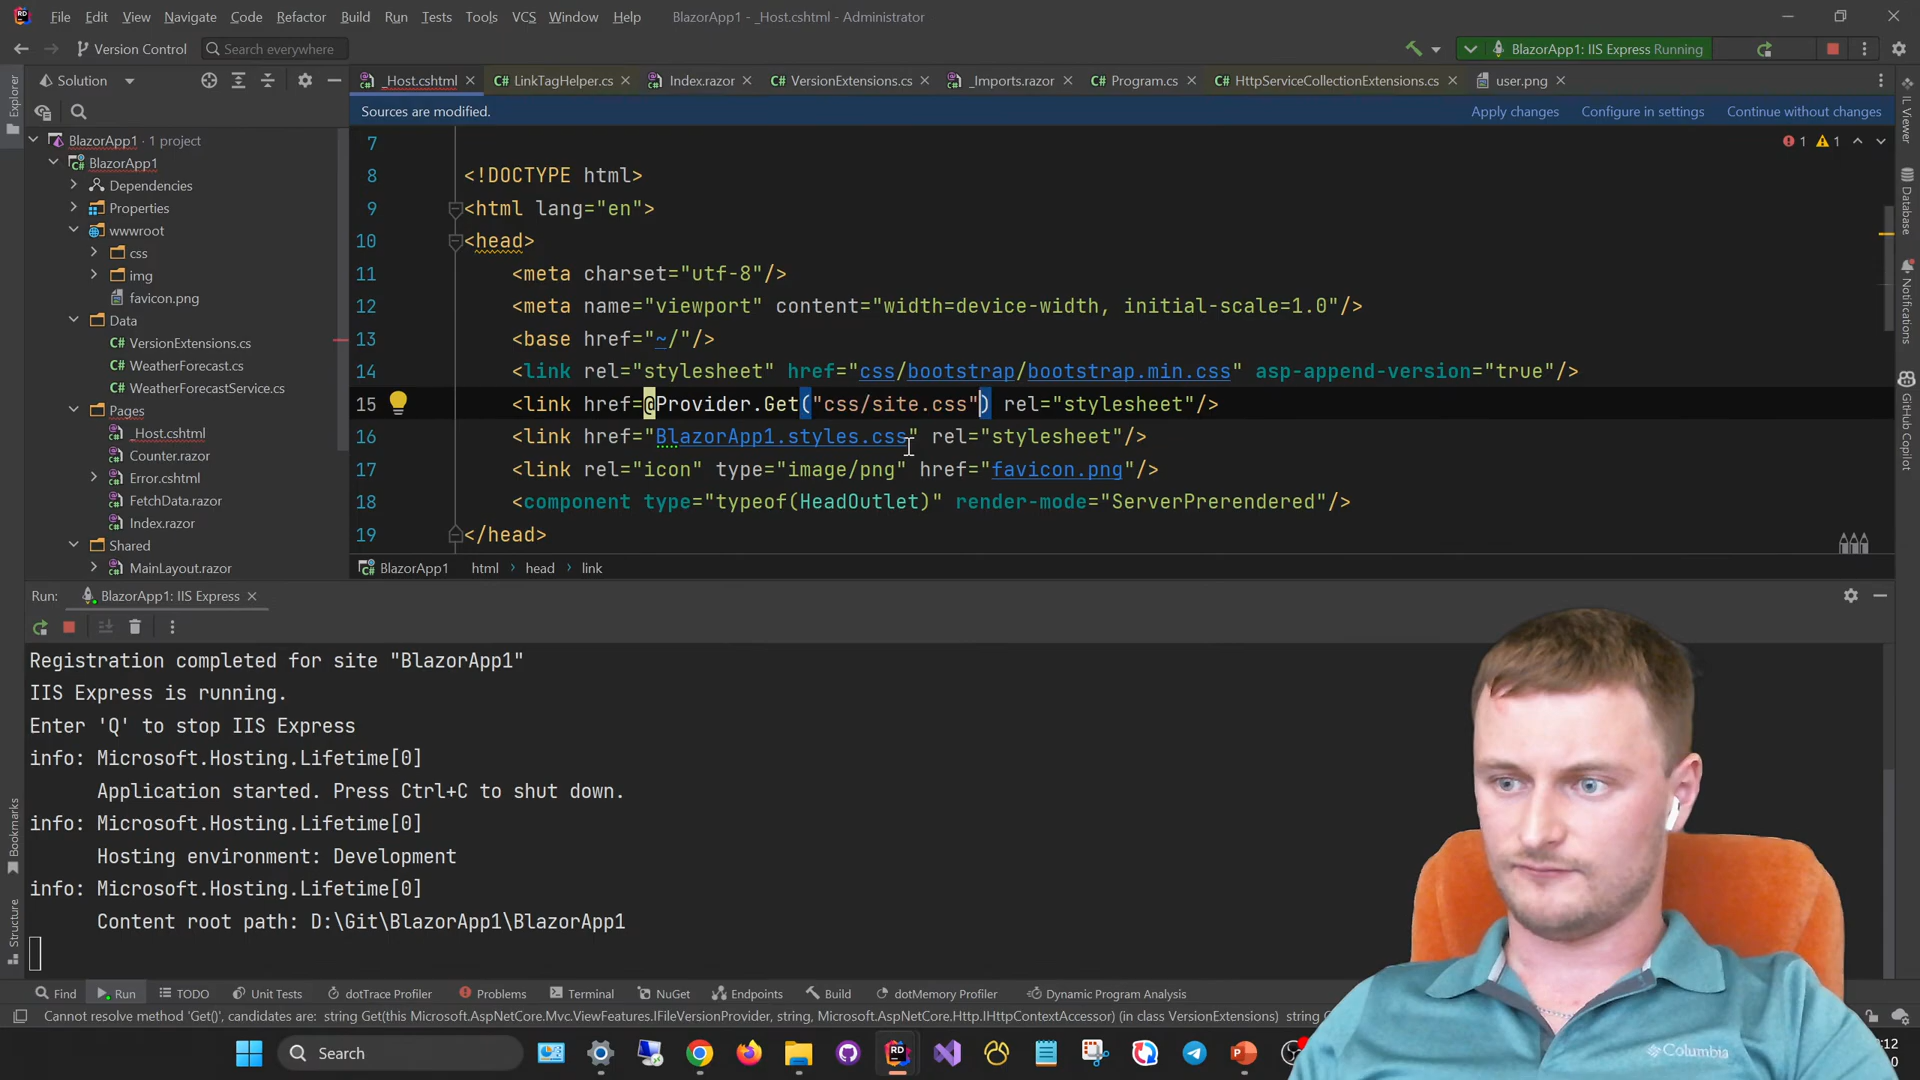 File Edit View Navigate Code Refactor Build Run Tests Tools VCS Window Help BlazorApp1 - _Host.cshtml - Administrator
Version Control Search everywhere BlazorApp1: IIS Express Running
Explorer
Solution
_Host.cshtml LinkTagHelper.cs Index.razor VersionExtensions.cs _Imports.razor Program.cs HttpServiceCollectionExtensions.cs user.png
Sources are modified. Apply changes Configure in settings Continue without changes
1 1
BlazorApp1 · 1 project
BlazorApp1
Dependencies
Properties
wwwroot
css
img
favicon.png
Data
VersionExtensions.cs
WeatherForecast.cs
WeatherForecastService.cs
Pages
_Host.cshtml
Counter.razor
Error.cshtml
FetchData.razor
Index.razor
Shared
MainLayout.razor
7
8 <!DOCTYPE html>
9 <html lang="en">
10 <head>
11 <meta charset="utf-8"/>
12 <meta name="viewport" content="width=device-width, initial-scale=1.0"/>
13 <base href="~/"/>
14 <link rel="stylesheet" href="css/bootstrap/bootstrap.min.css" asp-append-version="true"/>
15 <link href=@Provider.Get("css/site.css") rel="stylesheet"/>
16 <link href="BlazorApp1.styles.css" rel="stylesheet"/>
17 <link rel="icon" type="image/png" href="favicon.png"/>
18 <component type="typeof(HeadOutlet)" render-mode="ServerPrerendered"/>
19 </head>
BlazorApp1 html › head › link
IL Viewer
Database
Notifications
GitHub Copilot
Run: BlazorApp1: IIS Express
Registration completed for site "BlazorApp1"
IIS Express is running.
Enter 'Q' to stop IIS Express
info: Microsoft.Hosting.Lifetime[0]
Application started. Press Ctrl+C to shut down.
info: Microsoft.Hosting.Lifetime[0]
Hosting environment: Development
info: Microsoft.Hosting.Lifetime[0]
Content root path: D:\Git\BlazorApp1\BlazorApp1
Bookmarks
Structure
Find Run TODO Unit Tests dotTrace Profiler Problems Terminal NuGet Endpoints Build dotMemory Profiler Dynamic Program Analysis
Cannot resolve method 'Get()', candidates are: string Get(this Microsoft.AspNetCore.Mvc.ViewFeatures.IFileVersionProvider, string, Microsoft.AspNetCore.Http.IHttpContextAccessor) (in class VersionExtensions) string
Search
Columbia